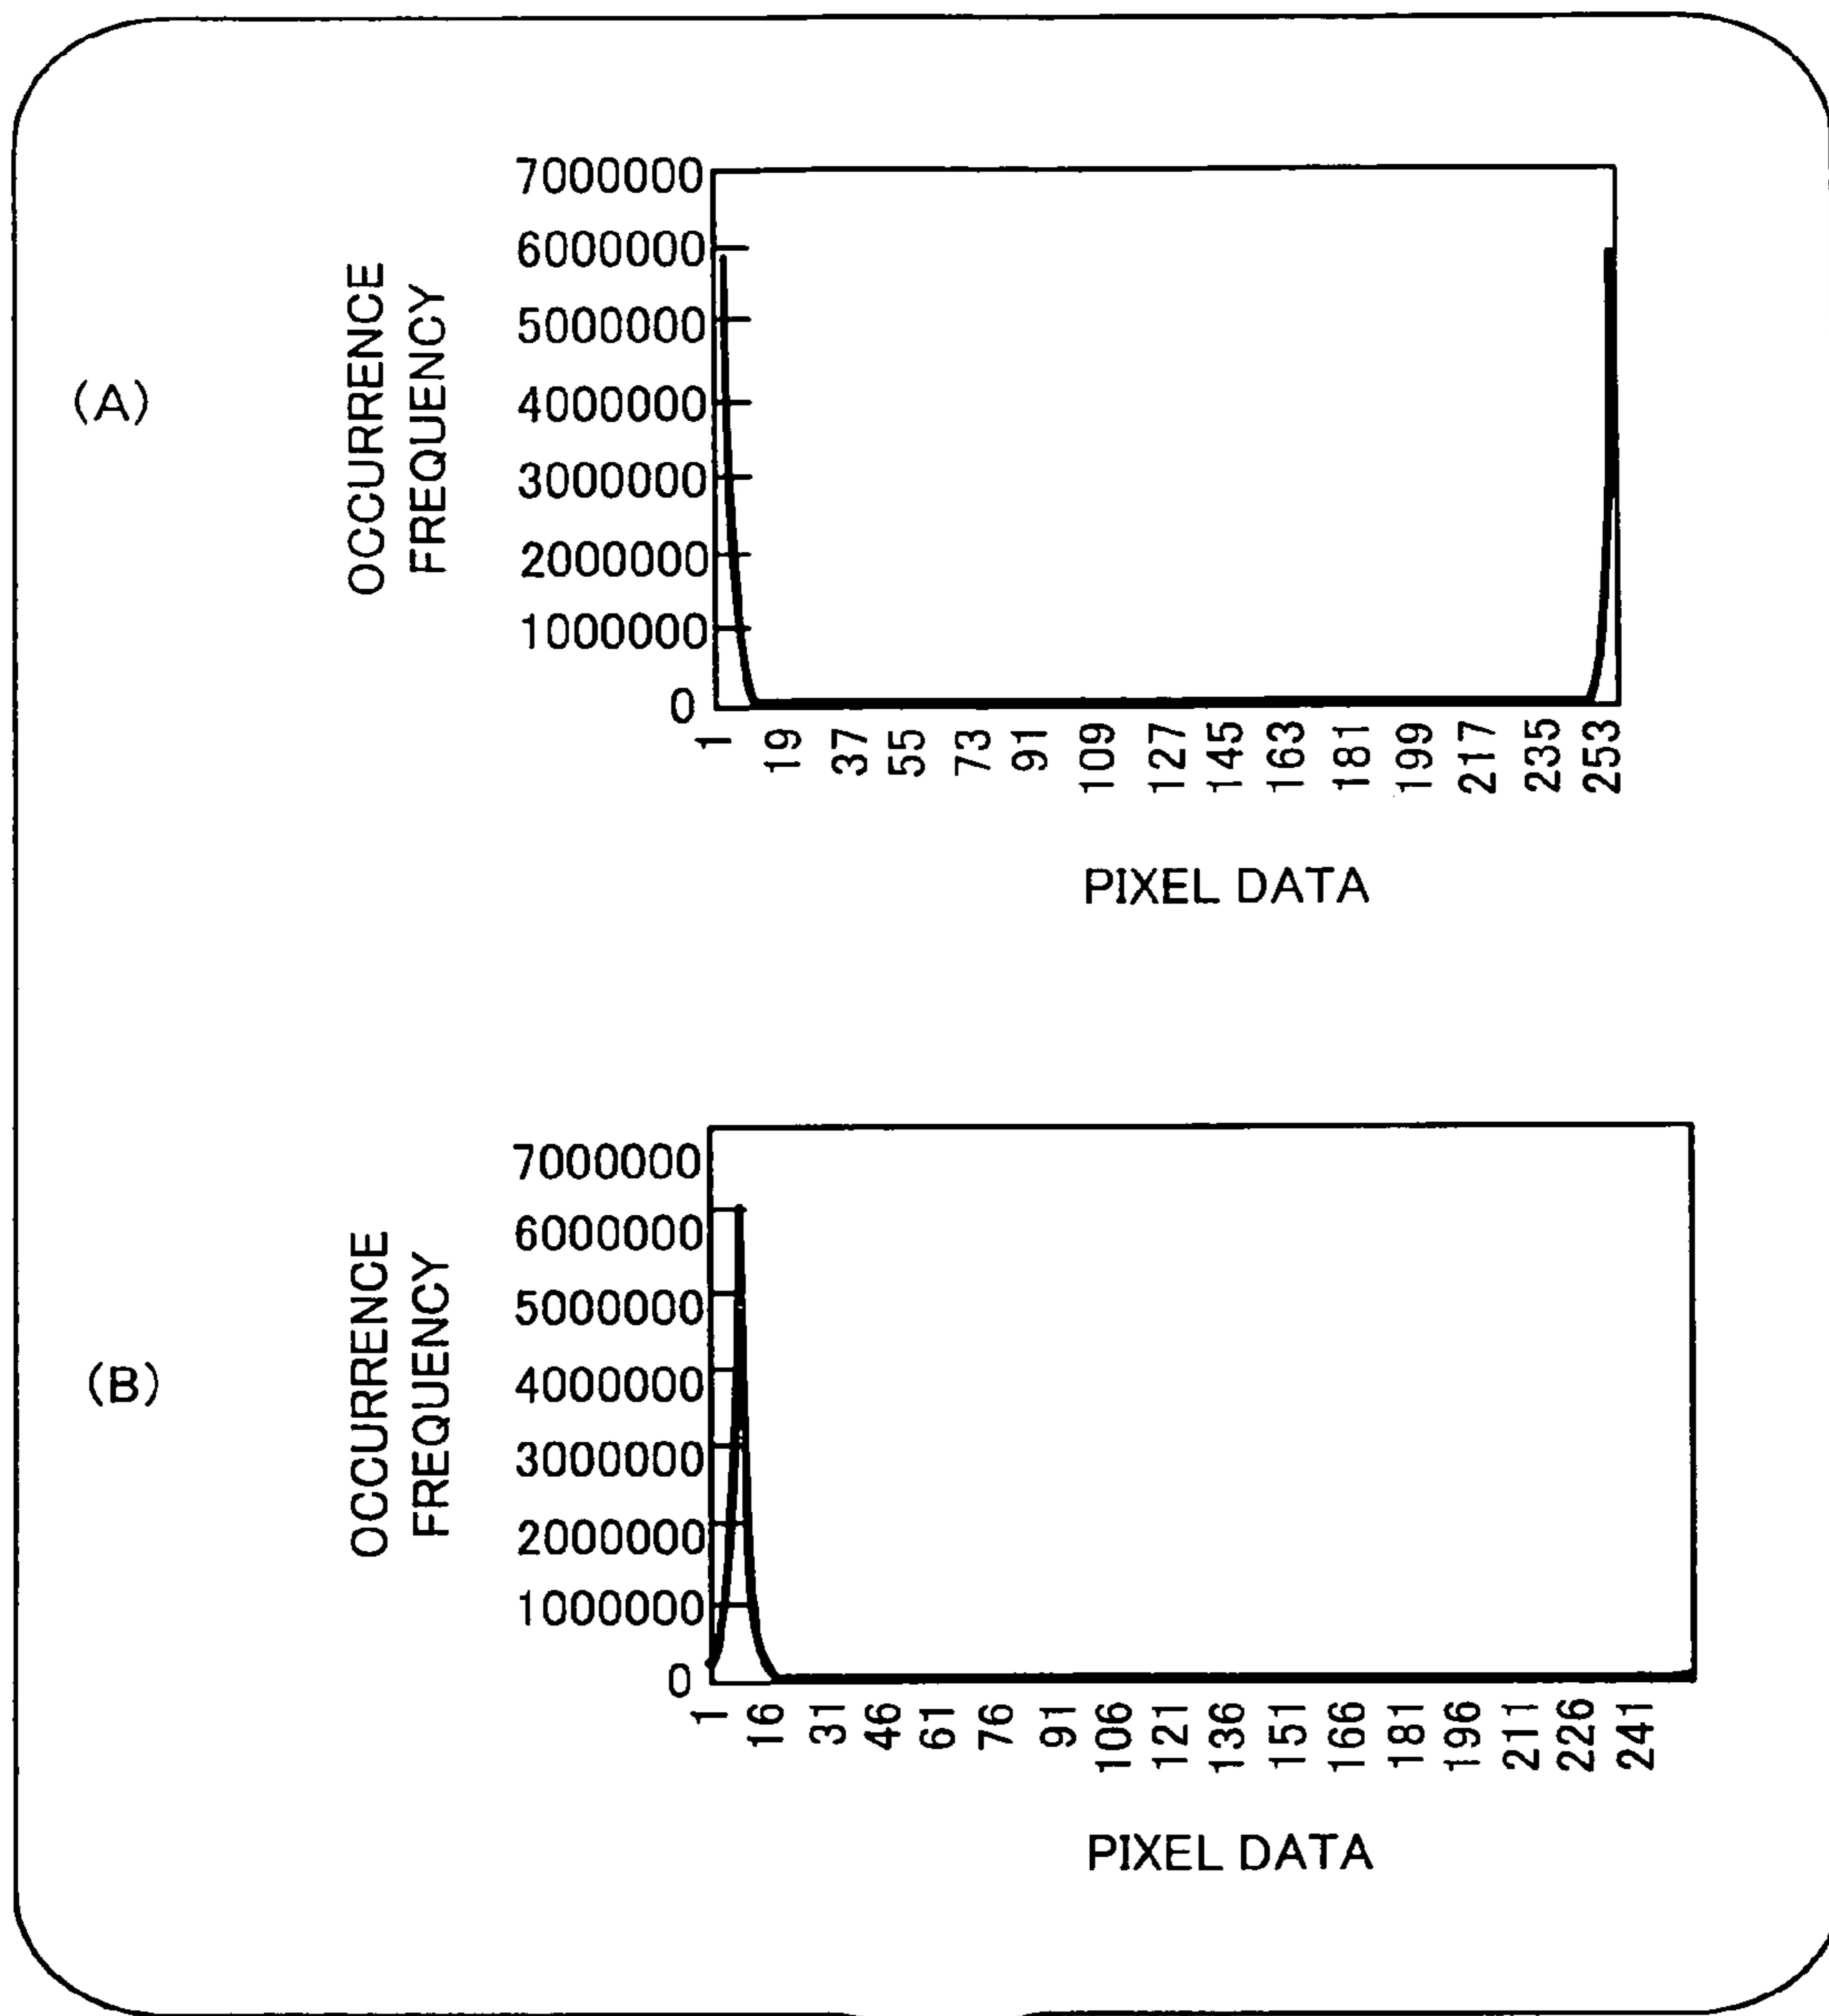 (A)
OCCURRENCE
FREQUENCY
7000000
6000000
5000000
4000000
3000000
2000000
1000000
0
1 19 37 55 73 91 109 127 145 163 181 199 217 235 253
PIXEL DATA
(B)
OCCURRENCE
FREQUENCY
7000000
6000000
5000000
4000000
3000000
2000000
1000000
0
1 16 31 46 61 76 91 106 121 136 151 166 181 196 211 226 241
PIXEL DATA